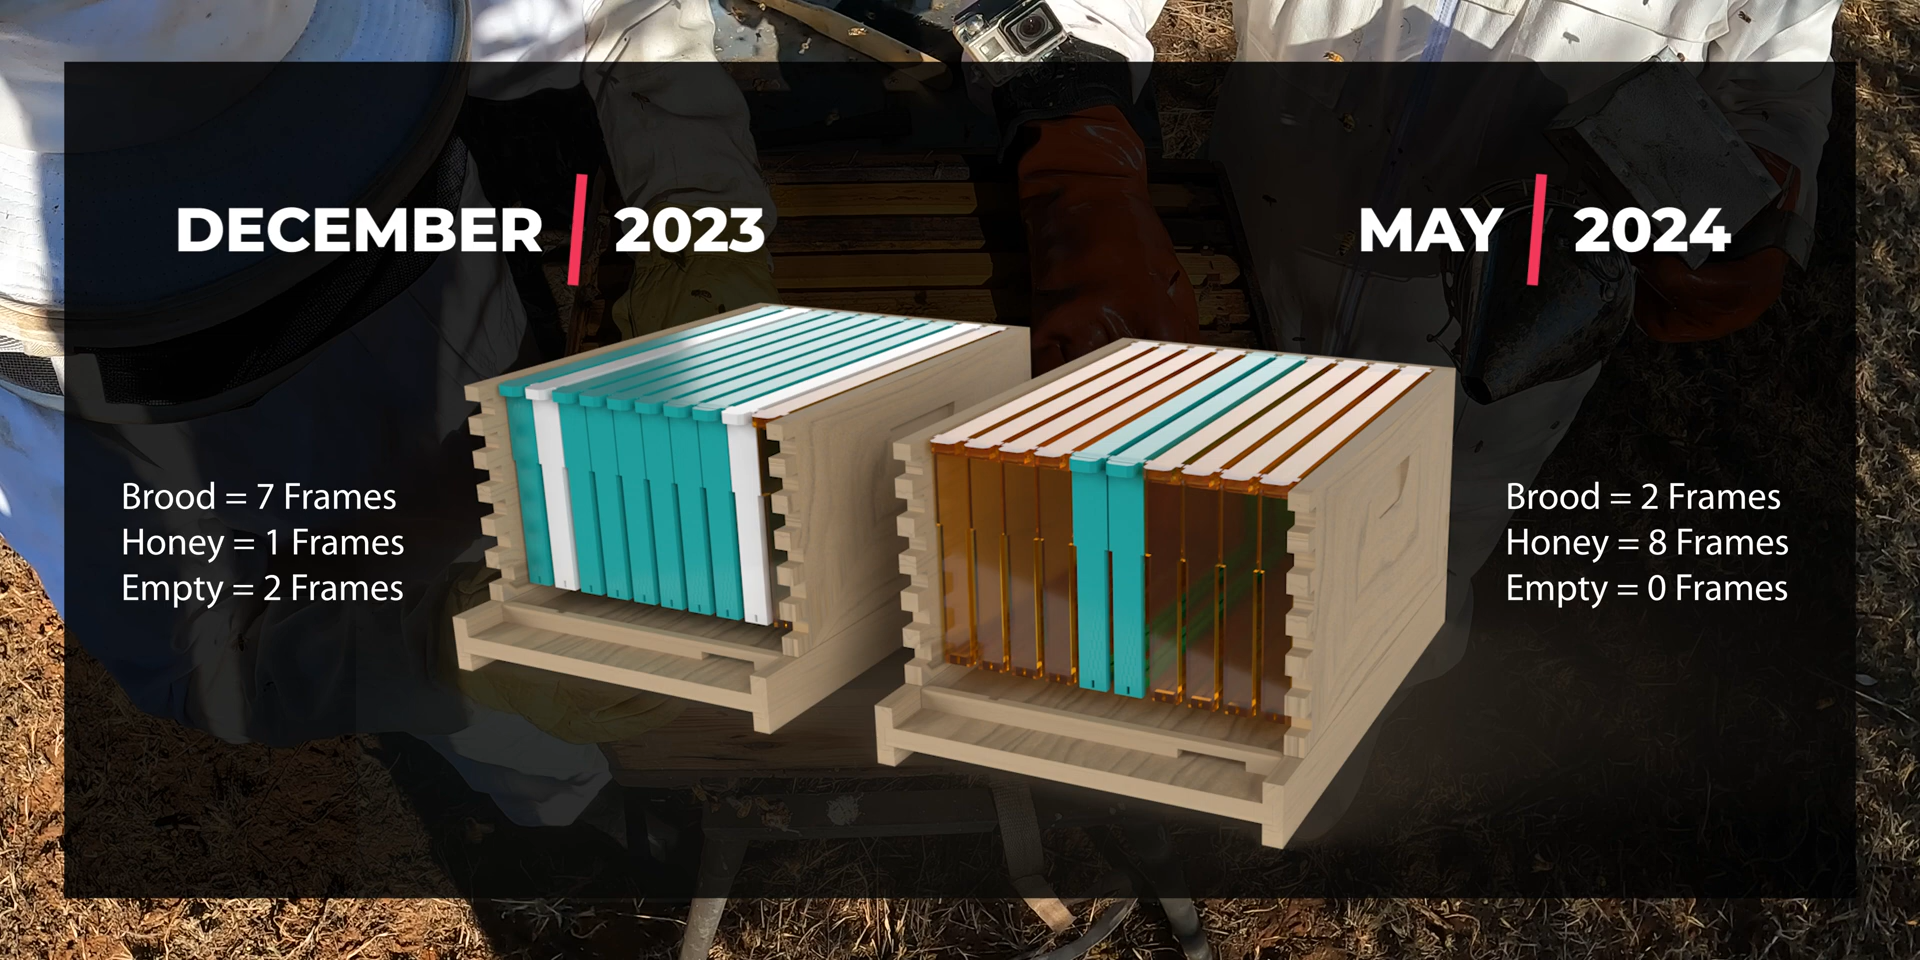 DECEMBER | 2023
MAY | 2024
Brood = 7 Frames
Honey = 1 Frames
Empty = 2 Frames
Brood = 2 Frames
Honey = 8 Frames
Empty = 0 Frames